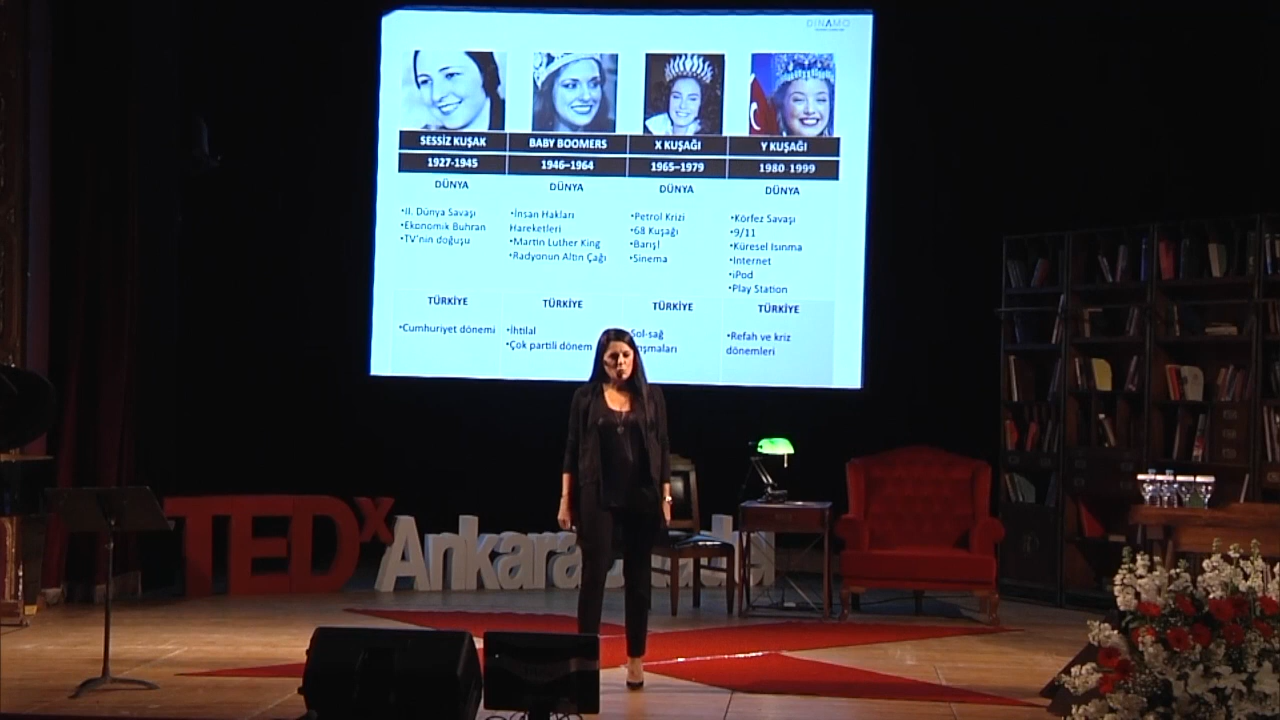 DINAMO
SESSİZ KUŞAK
BABY BOOMERS
X KUŞAĞI
Y KUŞAĞI
1927-1945
1946–1964
1965–1979
1980-1999
DÜNYA
DÜNYA
DÜNYA
DÜNYA
•II. Dünya Savaşı
•Ekonomik Buhran
•TV'nin doğuşu
•İnsan Hakları
Hareketleri
•Martin Luther King
•Radyonun Altın Çağı
•Petrol Krizi
•68 Kuşağı
•Barış!
•Sinema
•Körfez Savaşı
•9/11
•Küresel Isınma
•İnternet
•iPod
•Play Station
TÜRKİYE
TÜRKİYE
TÜRKİYE
TÜRKİYE
•Cumhuriyet dönemi
•İhtilal
•Çok partili dönem
Sol-sağ
•Refah ve kriz
dönemleri
TEDx
Ankara